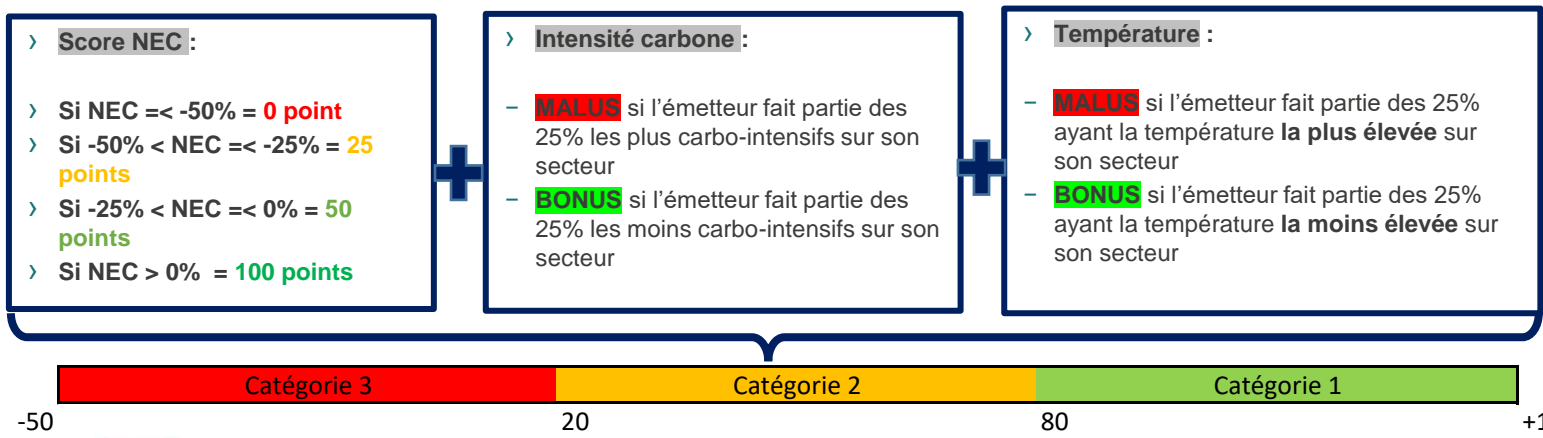 › Score NEC :
› Si NEC =< -50% = 0 point
› Si -50% < NEC =< -25% = 25
points
› Si -25% < NEC =< 0% = 50
points
› Si NEC > 0% = 100 points
› Intensité carbone :
− MALUS si l’émetteur fait partie des
25% les plus carbo-intensifs sur son
secteur
− BONUS si l’émetteur fait partie des
25% les moins carbo-intensifs sur son
secteur
› Température :
− MALUS si l’émetteur fait partie des 25%
ayant la température la plus élevée sur
son secteur
− BONUS si l’émetteur fait partie des 25%
ayant la température la moins élevée sur
son secteur
Catégorie 3 Catégorie 2 Catégorie 1
-50 20 80